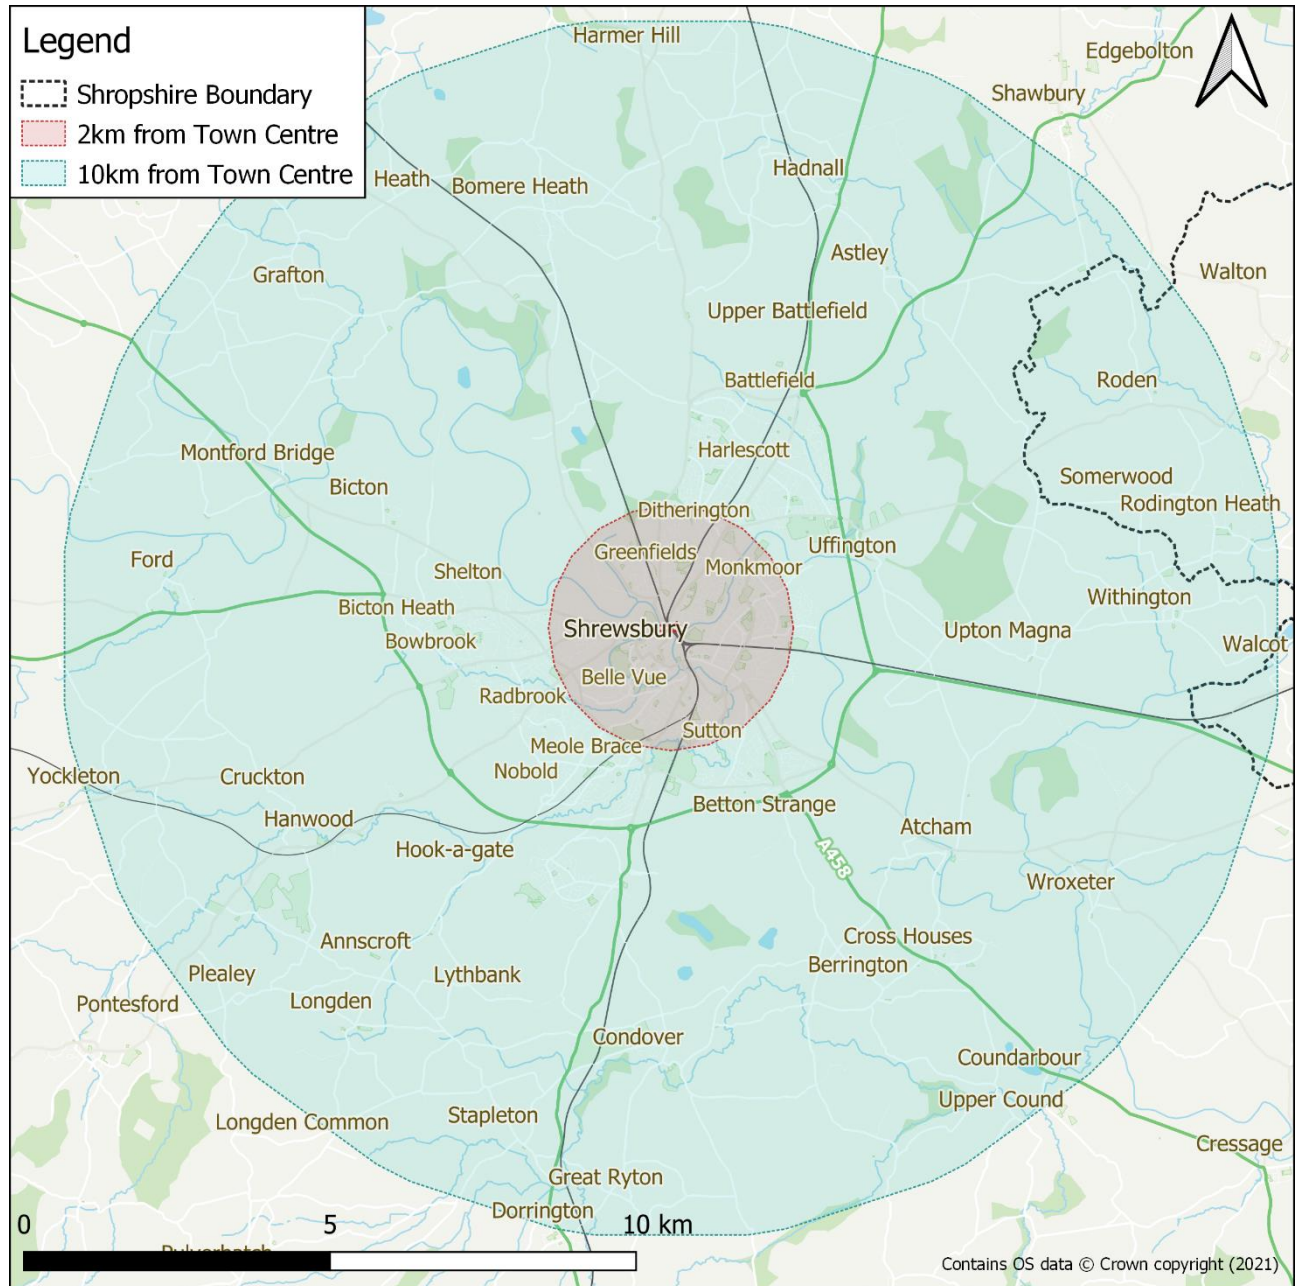 Legend
Shropshire Boundary
2km from Town Centre
10km from Town Centre
Harmer Hill
Edgebolton
Shawbury
Hadnall
Heath
Bomere Heath
Astley
Walton
Grafton
Upper Battlefield
Battlefield
Roden
Montford Bridge
Harlescott
Bicton
Somerwood
Rodington Heath
Ditherington
Greenfields
Uffington
Ford
Monkmoor
Shelton
Bicton Heath
Withington
Shrewsbury
Upton Magna
Bowbrook
Walcot
Belle Vue
Radbrook
Sutton
Meole Brace
Nobold
Yockleton
Cruckton
Betton Strange
Hanwood
Atcham
Hook-a-gate
A458
Wroxeter
Annscroft
Cross Houses
Berrington
Plealey
Lythbank
Pontesford
Longden
Condover
Coundarbour
Upper Cound
Longden Common
Stapleton
Cressage
Great Ryton
Dorrington
0 5 10 km
Pulverbatch
Contains OS data © Crown copyright (2021)